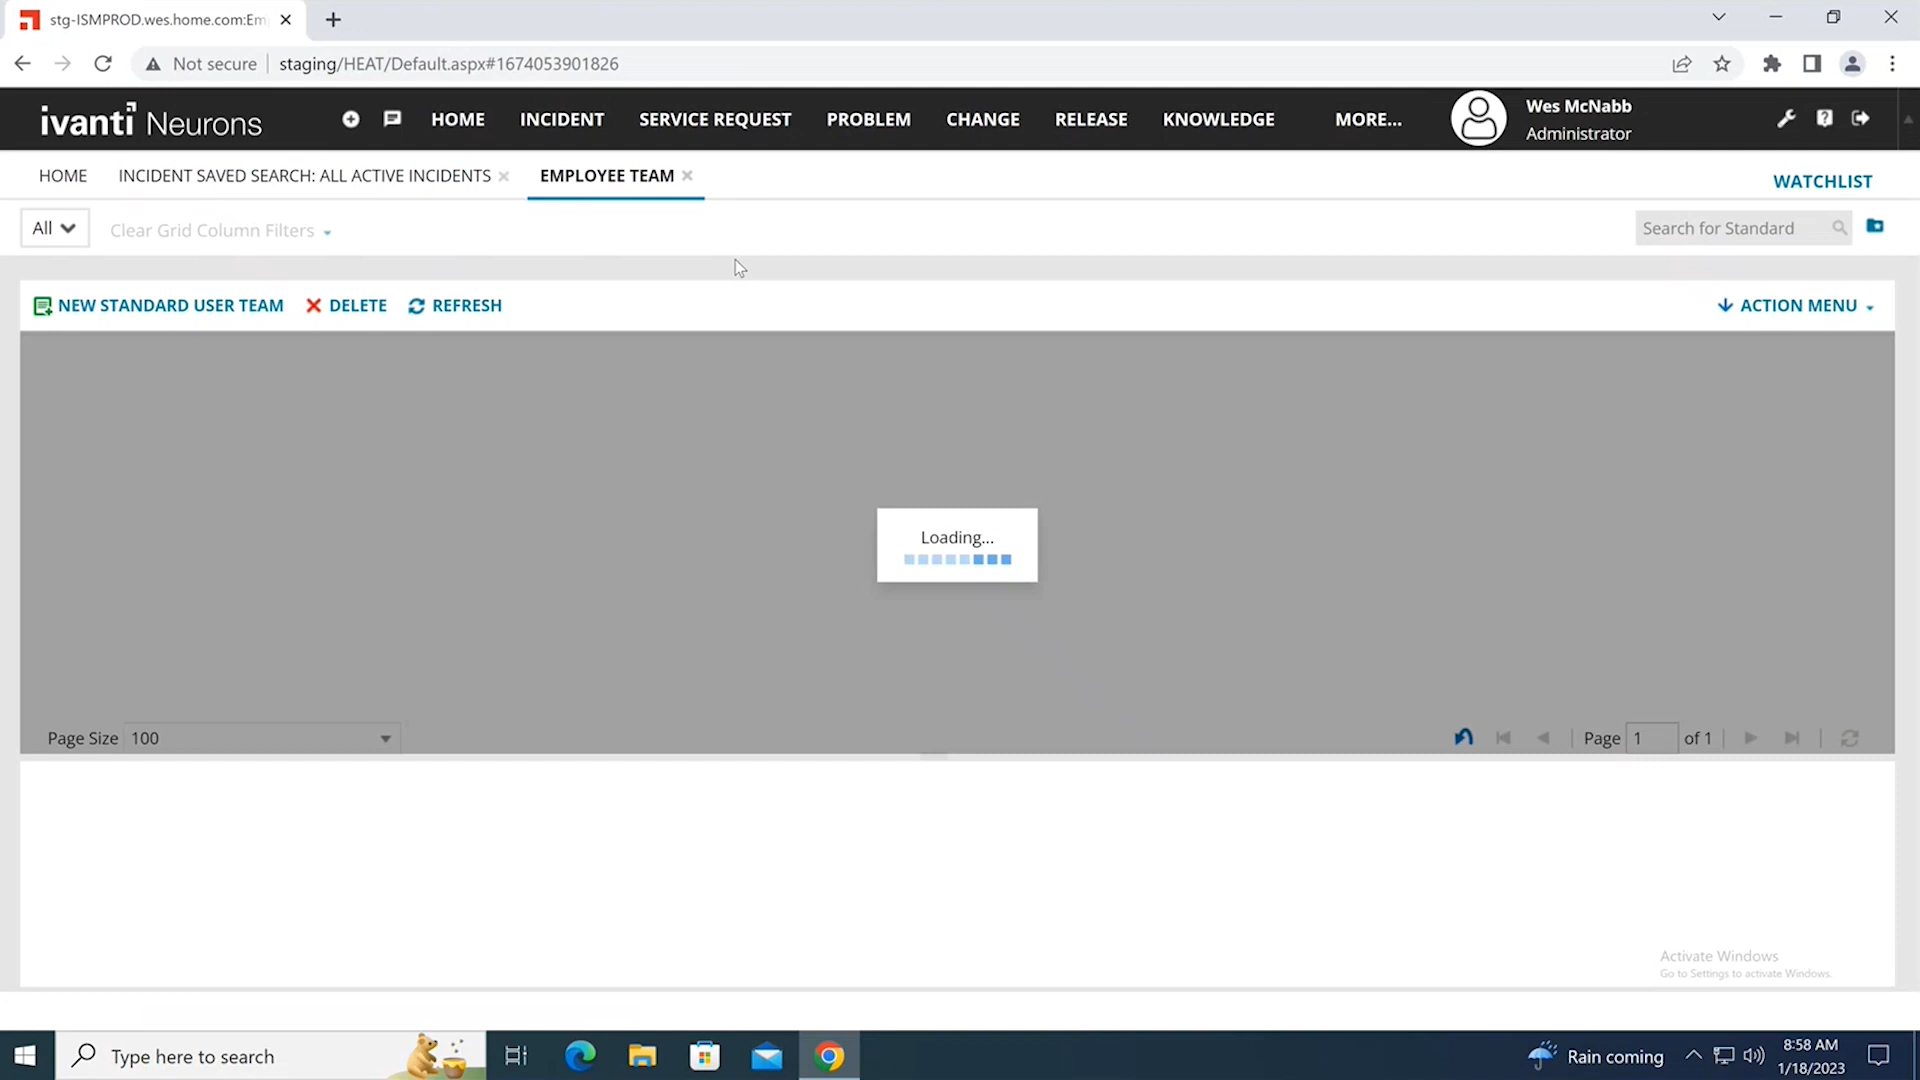 stg-ISMPROD.wes.home.com:Em
Not secure
staging/HEAT/Default.aspx#1674053901826
ivanti Neurons
HOME
INCIDENT
SERVICE REQUEST
PROBLEM
CHANGE
RELEASE
KNOWLEDGE
MORE...
Wes McNabb
Administrator
HOME
INCIDENT SAVED SEARCH: ALL ACTIVE INCIDENTS
EMPLOYEE TEAM
WATCHLIST
All
Clear Grid Column Filters
Search for Standard
NEW STANDARD USER TEAM
DELETE
REFRESH
ACTION MENU
Loading...
Page Size 100
Page 1 of 1
Activate Windows
Go to Settings to activate Windows.
Type here to search
Rain coming
8:58 AM
1/18/2023